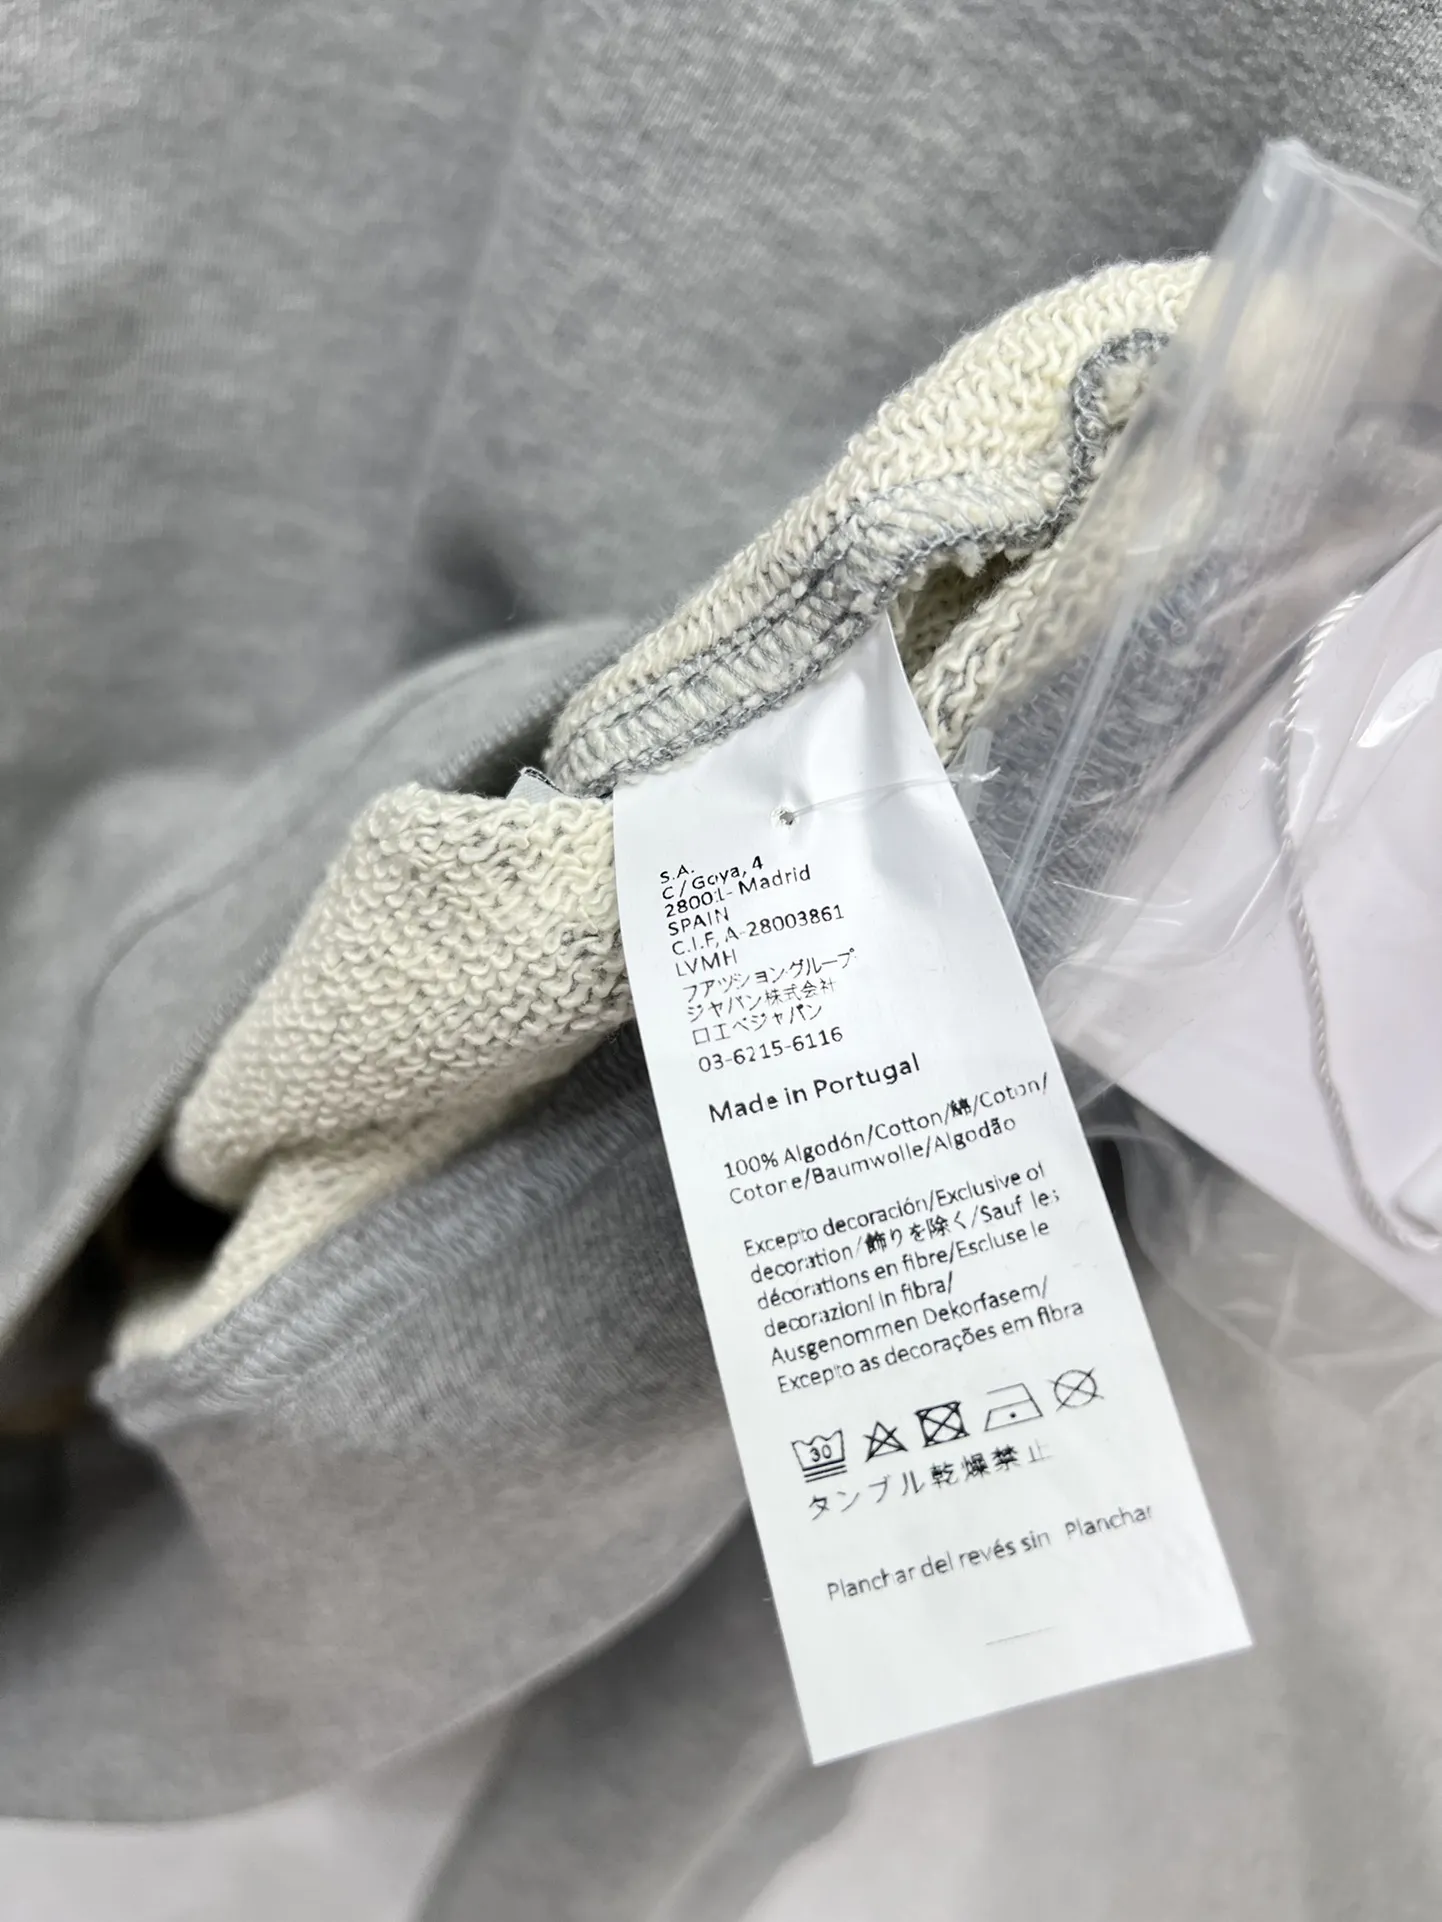 S.A.
C / Goya, 4
28001- Madrid
SPAIN
C.I.F, A-28003861
LVMH
フアツション・グループ
ジャパン株式会社
ロエベジャパン
03-6215-6116
Made in Portugal
100% Algodón/Cotton/綿/Coton/
Cotone/Baumwolle/Algodão
Excepto decoración/Exclusive of
decoration/飾りを除く/Sauf les
décorations en fibre/Escluse le
decorazioni in fibra/
Ausgenommen Dekorfasern/
Excepto as decorações em fibra
30
タンブル乾燥禁止
Planchar del revés sin Planchar